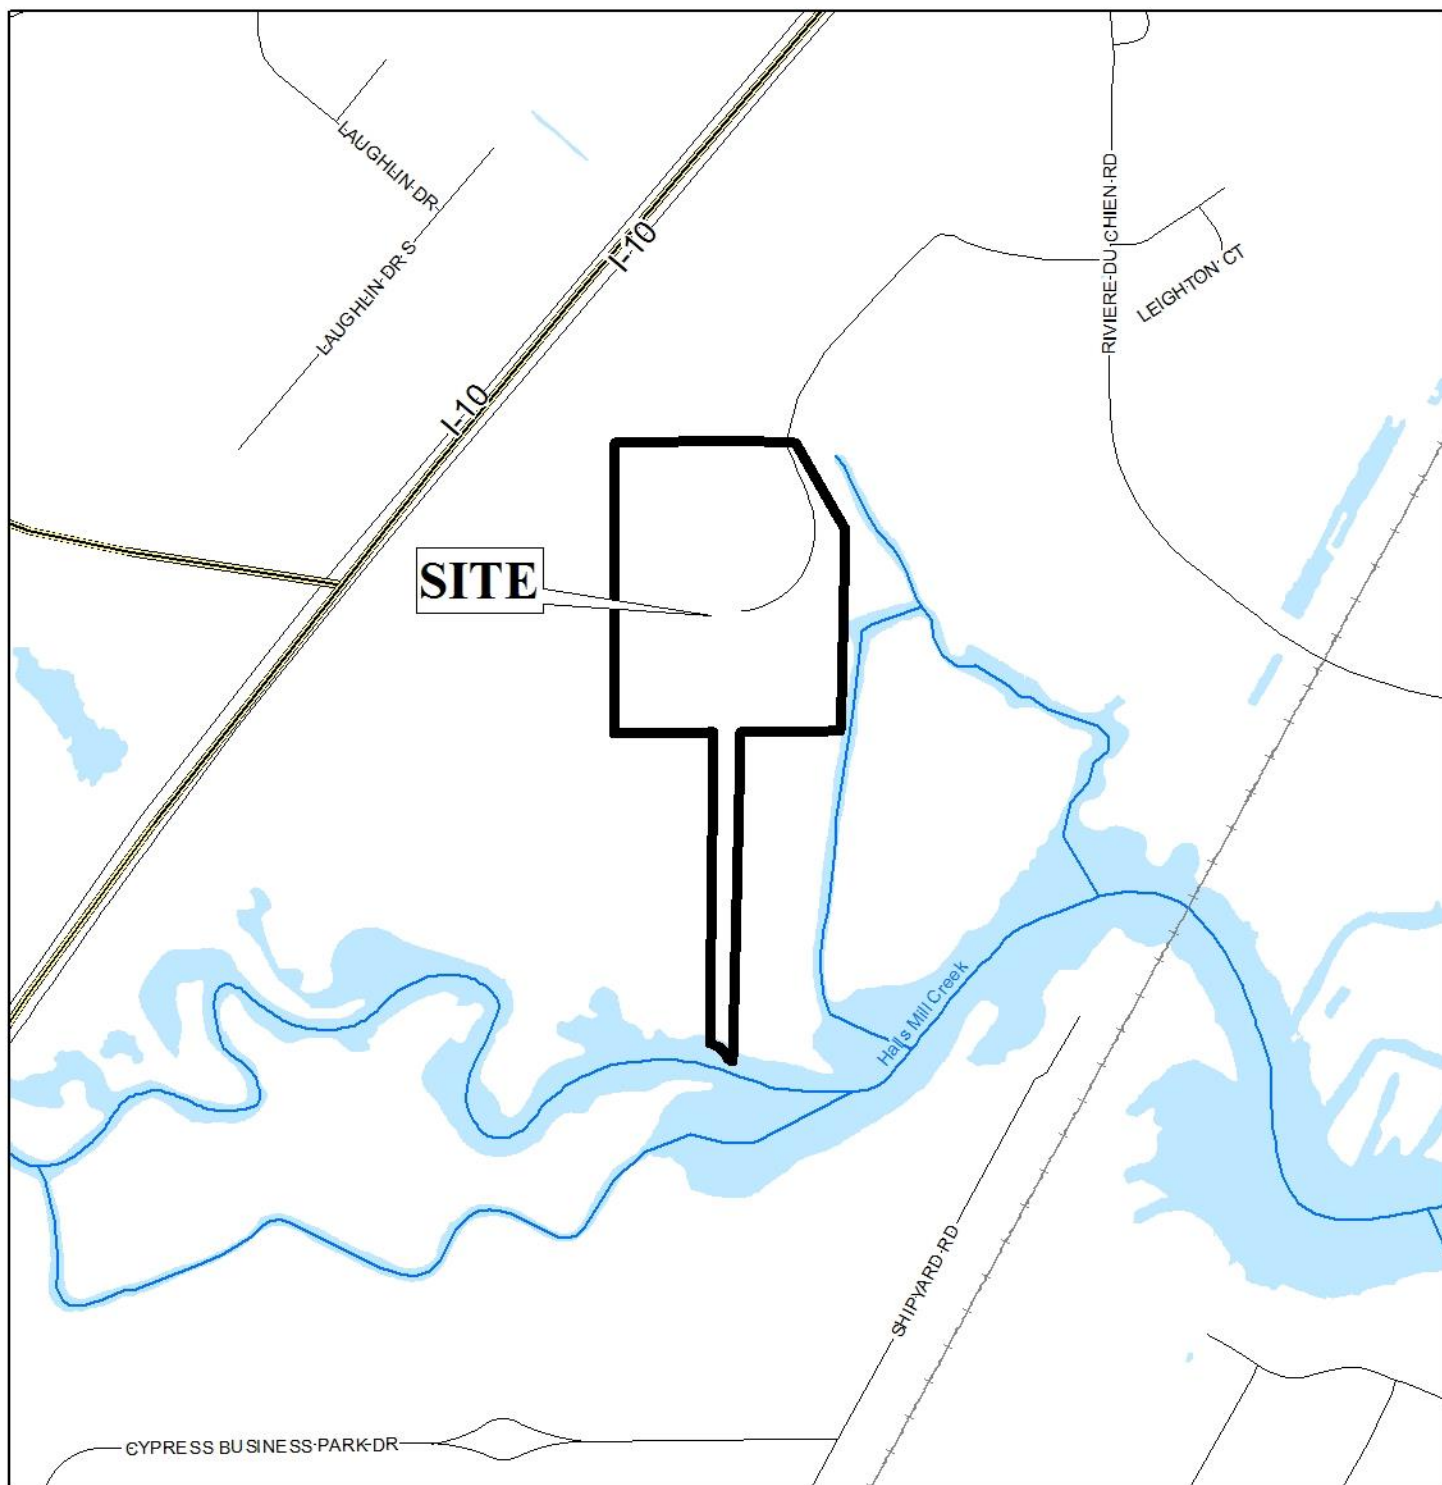 LAUGHLIN DR
LAUGHLIN DR S
I-10
I-10
RIVIERE DU CHIEN RD
LEIGHTON CT
SITE
Halls Mill Creek
SHIPYARD RD
CYPRESS BUSINESS PARK DR